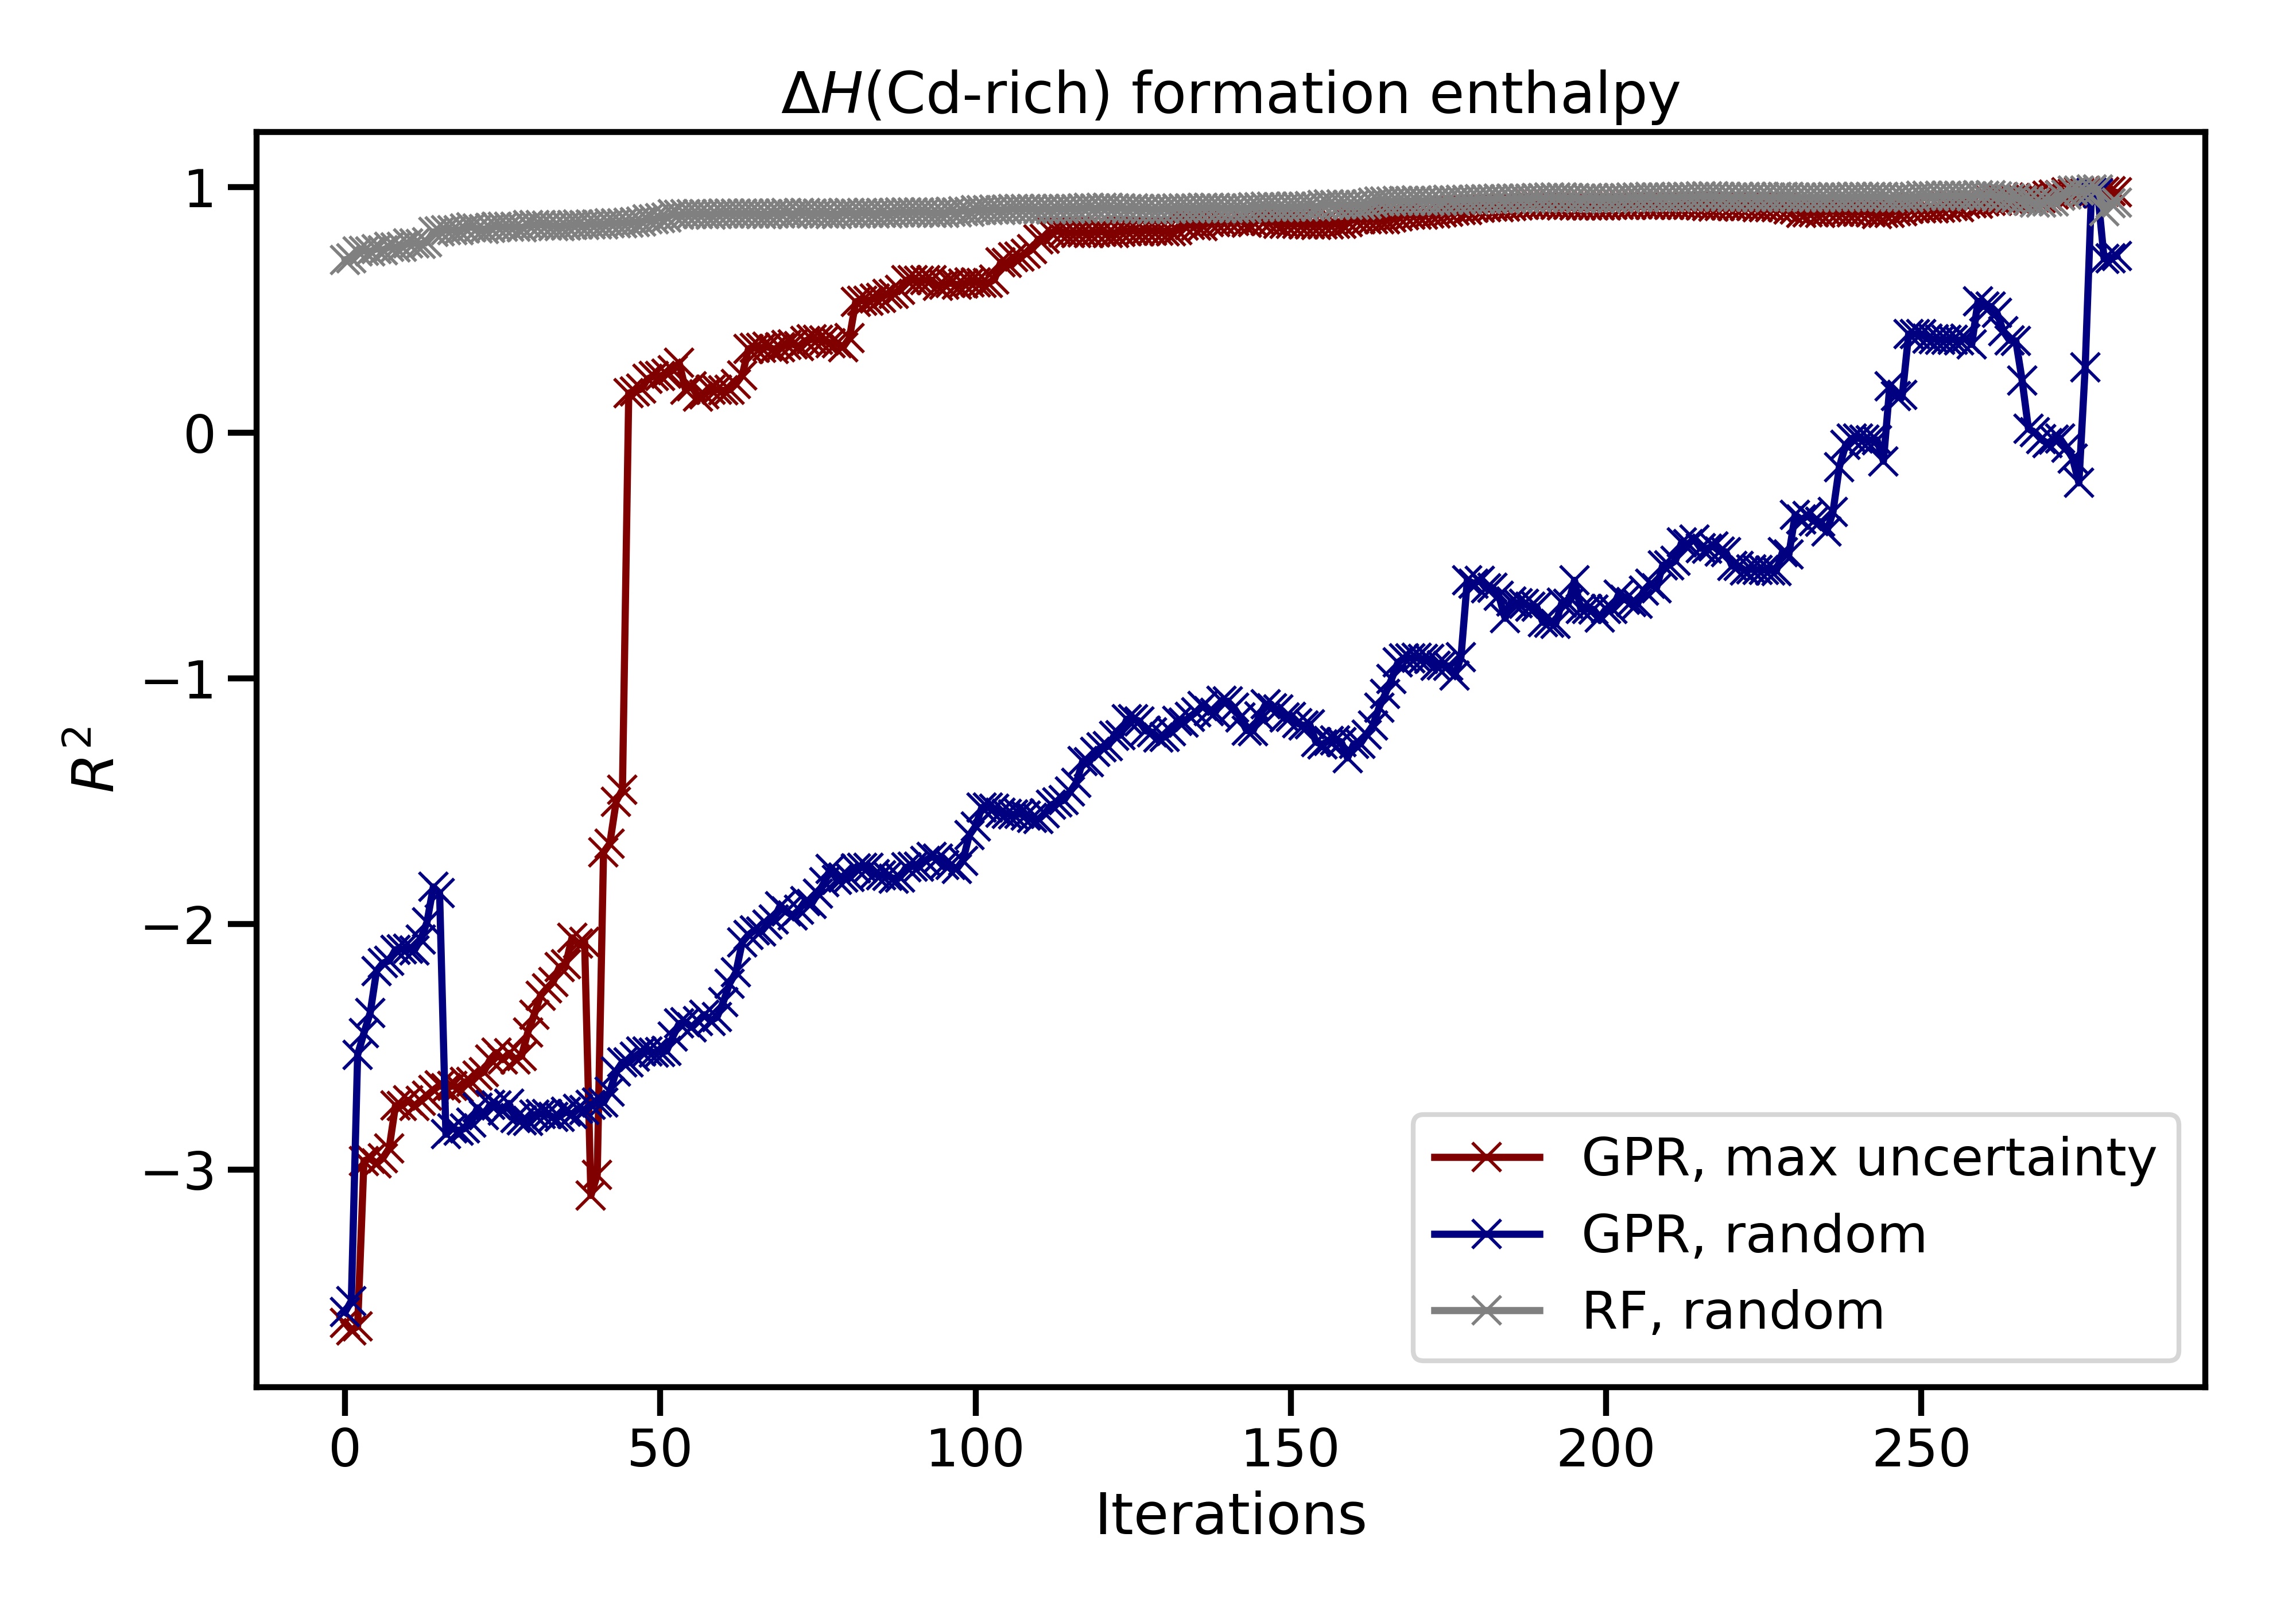 ΔH(Cd-rich) formation enthalpy
1
0
−1
−2
−3
R²
0 50 100 150 200 250
Iterations
GPR, max uncertainty
GPR, random
RF, random